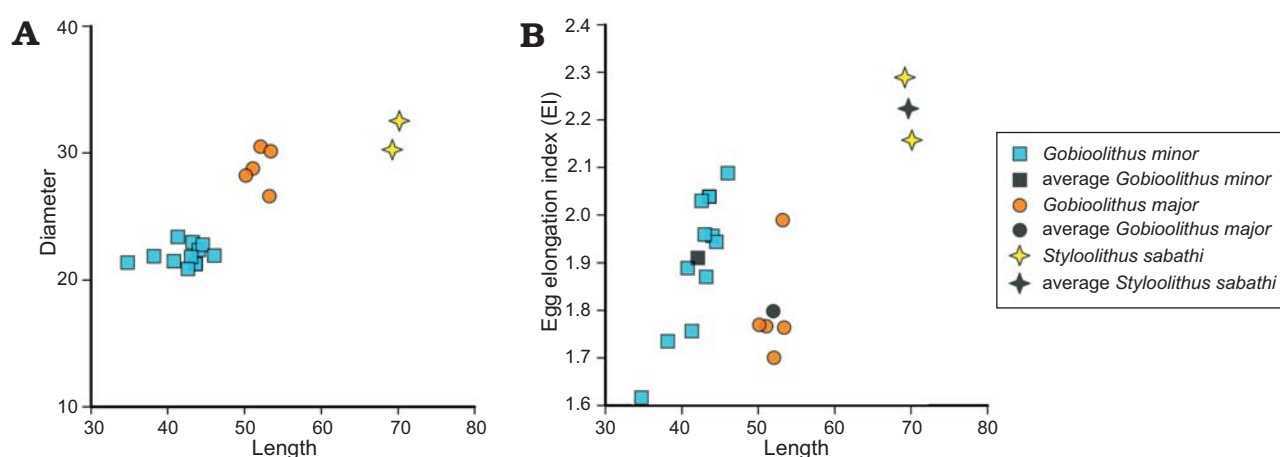 A
40
30
20
10
Diameter
30 40 50 60 70 80
Length
B
2.4
2.3
2.2
2.1
2.0
1.9
1.8
1.7
1.6
Egg elongation index (EI)
30 40 50 60 70 80
Length
Gobioolithus minor
average Gobioolithus minor
Gobioolithus major
average Gobioolithus major
Styloolithus sabathi
average Styloolithus sabathi